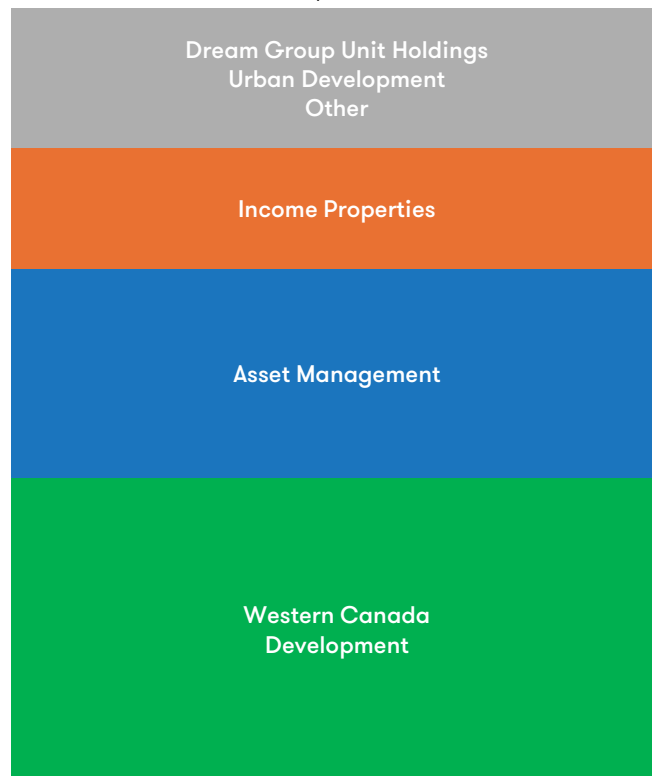 Dream Group Unit Holdings
Urban Development
Other
Income Properties
Asset Management
Western Canada
Development